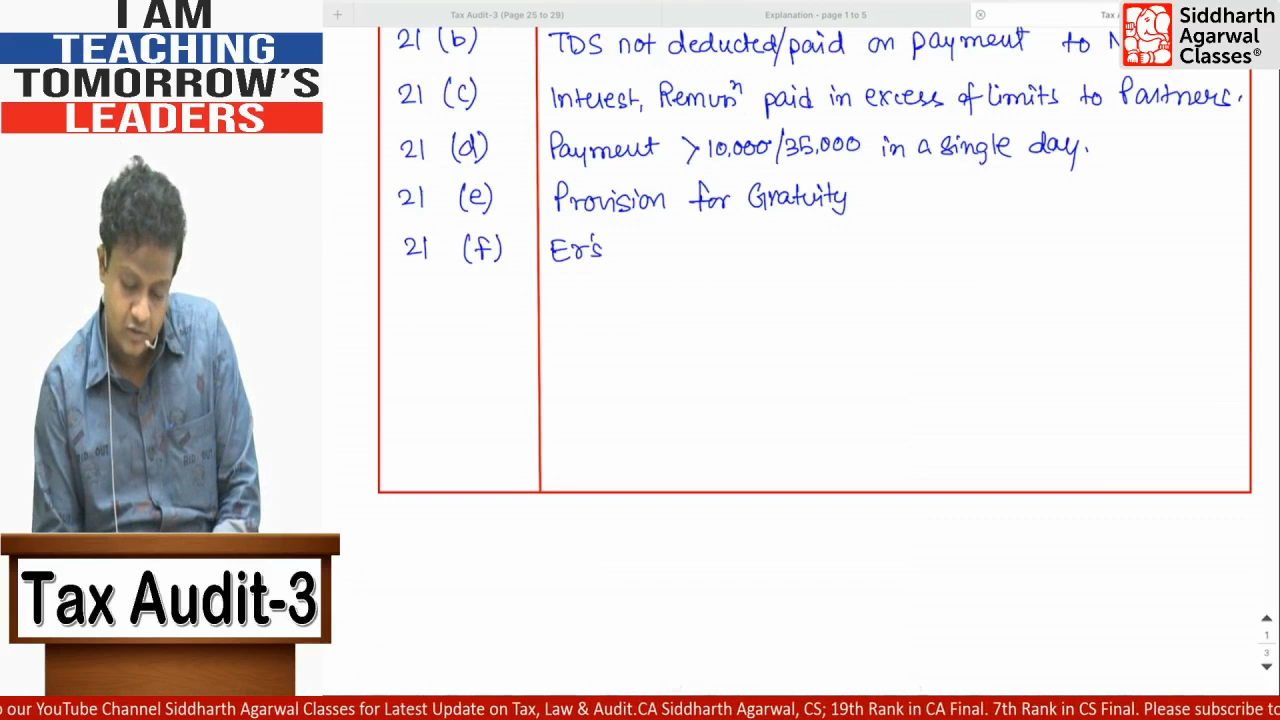 I AM
TEACHING
TOMORROW'S
LEADERS
Tax Audit-3 (Page 25 to 29)
Explanation - page 1 to 5
Siddharth
Agarwal
Classes®
21 (b) TDS not deducted/paid on payment to
21 (c) Interest, Remunⁿ paid in excess of limits to Partners.
21 (d) Payment >10,000/35,000 in a single day.
21 (e) Provision for Gratuity
21 (f) Er's
Tax Audit-3
1
3
o our YouTube Channel Siddharth Agarwal Classes for Latest Update on Tax, Law & Audit.CA Siddharth Agarwal, CS; 19th Rank in CA Final. 7th Rank in CS Final. Please subscribe to